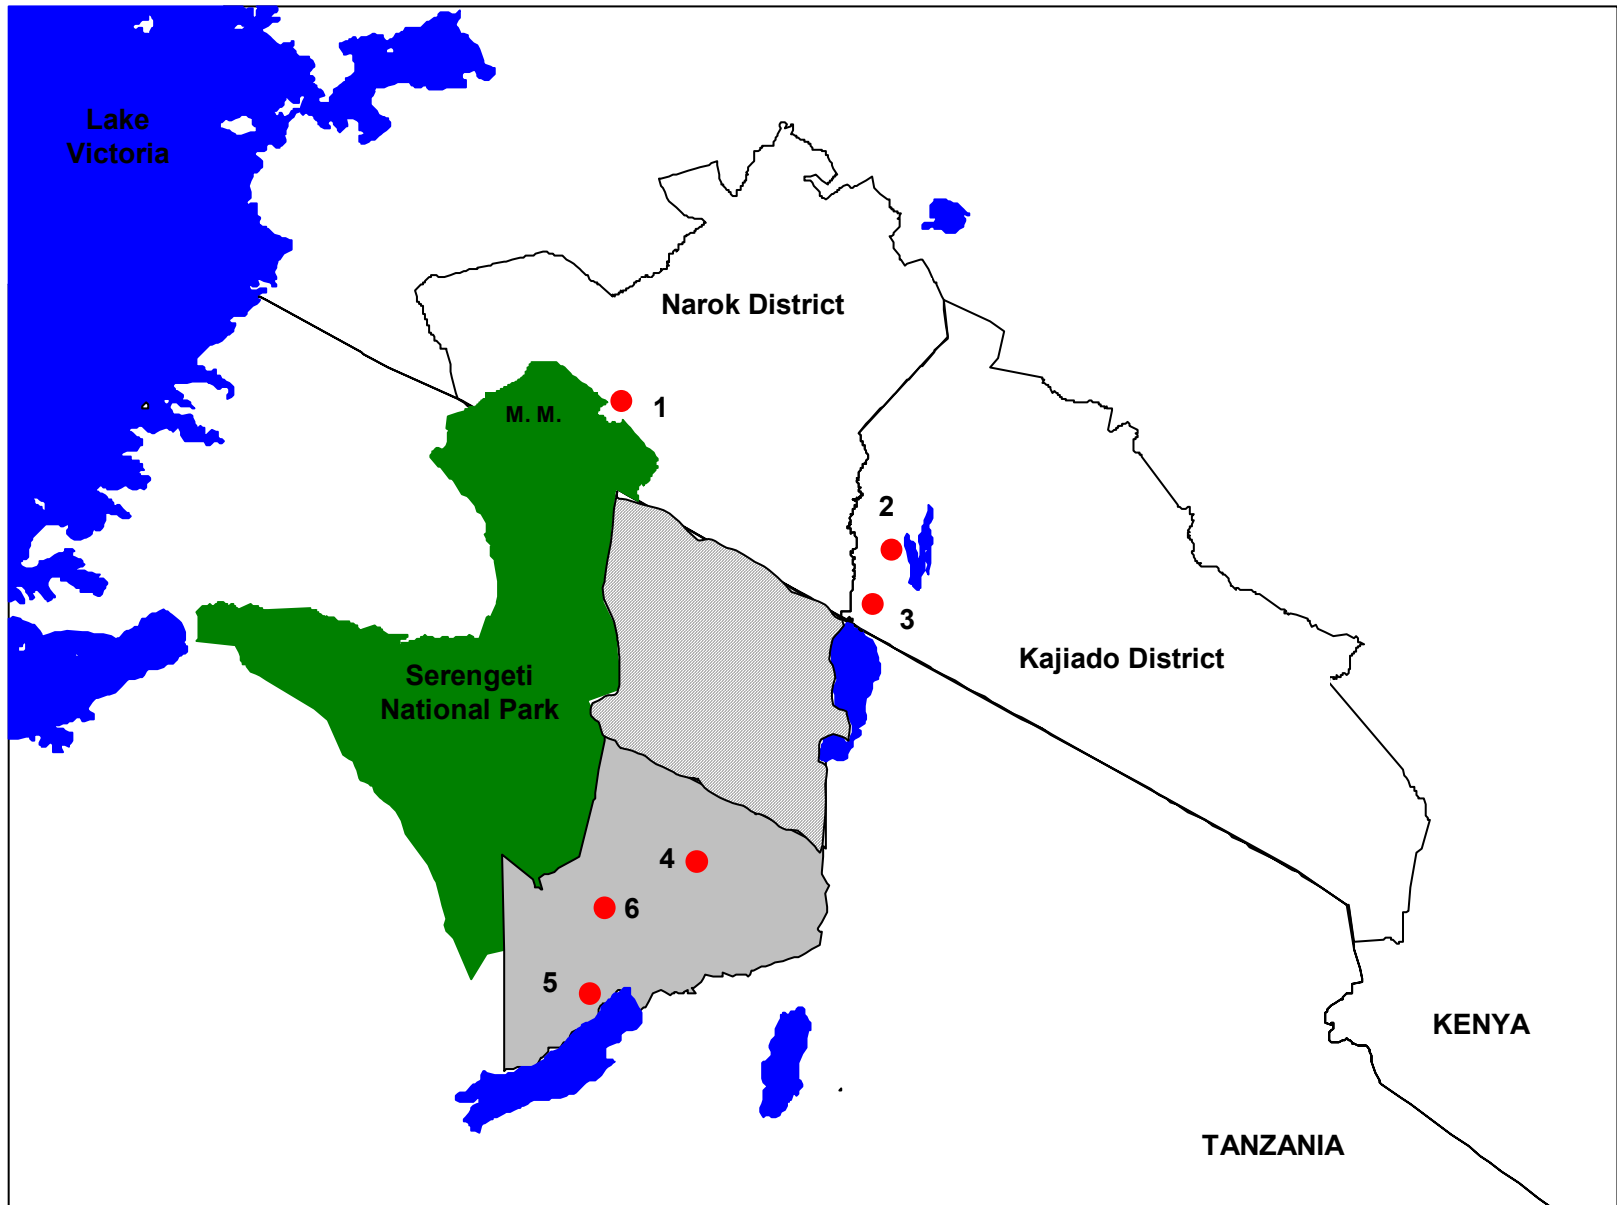 Lake
Victoria
Narok District
M. M.
1
2
3
Kajiado District
Serengeti
National Park
4
6
5
KENYA
TANZANIA